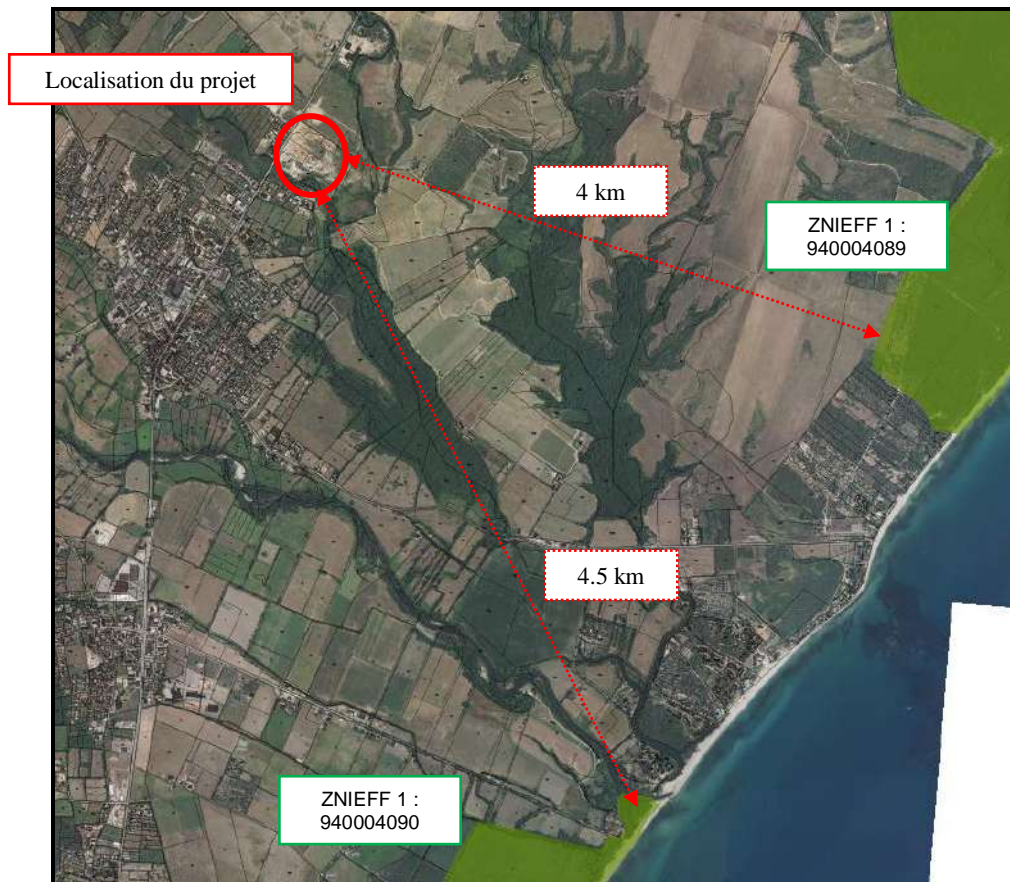 Localisation du projet
4 km
ZNIEFF 1 :
940004089
4.5 km
ZNIEFF 1 :
940004090